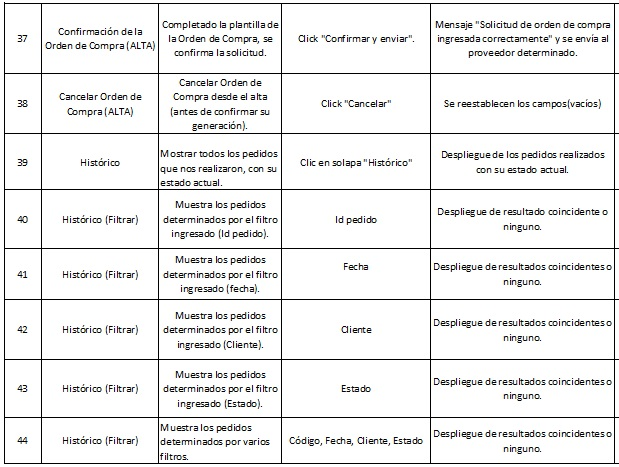 37
Confirmación de la
Orden de Compra (ALTA)
Completado la plantilla de
la Orden de Compra, se
confirma la solicitud.
Click "Confirmar y enviar".
Mensaje "Solicitud de orden de compra
ingresada correctamente" y se envía al
proveedor determinado.
38
Cancelar Orden de
Compra (ALTA)
Cancelar Orden de
Compra desde el alta
(antes de confirmar su
generación).
Click "Cancelar"
Se reestablecen los campos(vacíos)
39
Histórico
Mostrar todos los pedidos
que nos realizaron, con su
estado actual.
Clic en solapa "Histórico"
Despliegue de los pedidos realizados
con su estado actual.
40
Histórico (Filtrar)
Muestra los pedidos
determinados por el filtro
ingresado (Id pedido).
Id pedido
Despliegue de resultado coincidente o
ninguno.
41
Histórico (Filtrar)
Muestra los pedidos
determinados por el filtro
ingresado (fecha).
Fecha
Despliegue de resultados coincidentes o
ninguno.
42
Histórico (Filtrar)
Muestra los pedidos
determinados por el filtro
ingresado (Cliente).
Cliente
Despliegue de resultados coincidentes o
ninguno.
43
Histórico (Filtrar)
Muestra los pedidos
determinados por el filtro
ingresado (Estado).
Estado
Despliegue de resultados coincidentes o
ninguno.
44
Histórico (Filtrar)
Muestra los pedidos
determinados por varios
filtros.
Código, Fecha, Cliente, Estado
Despliegue de resultados coincidentes o
ninguno.